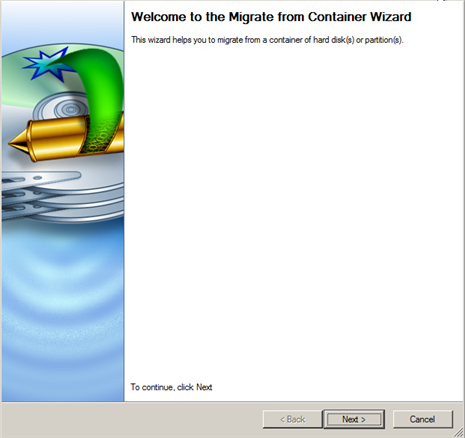 Welcome to the Migrate from Container Wizard
This wizard helps you to migrate from a container of hard disk(s) or partition(s).
To continue, click Next
< Back
Next >
Cancel